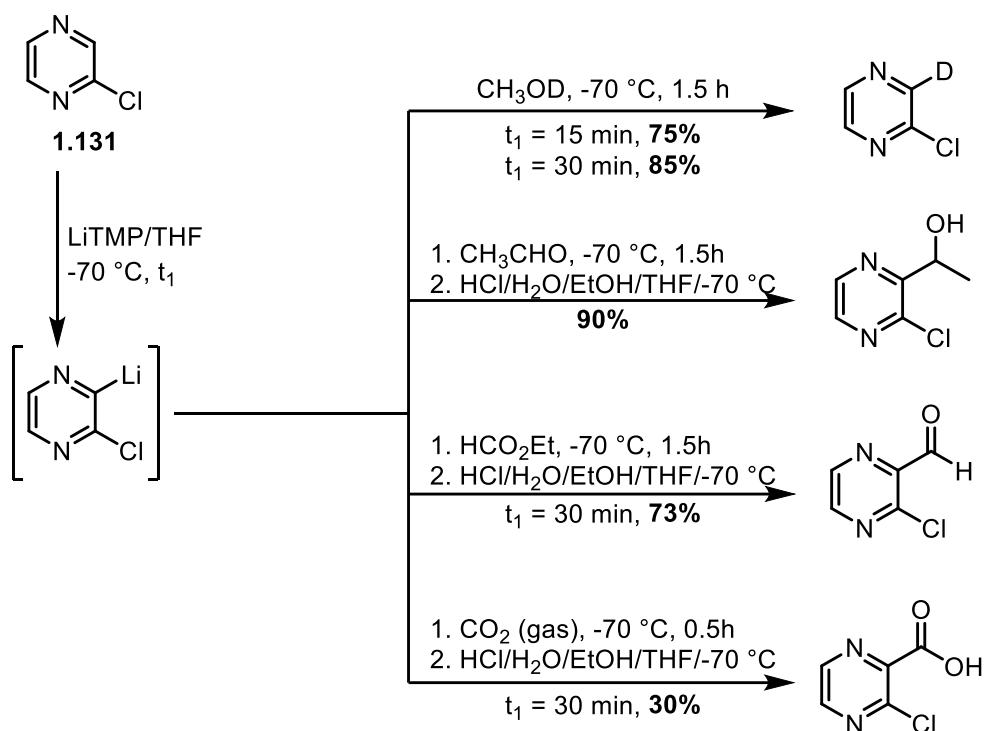 N
N
Cl
1.131
LiTMP/THF
-70 °C, t₁
N
Li
N
Cl
CH₃OD, -70 °C, 1.5 h
t₁ = 15 min, 75%
t₁ = 30 min, 85%
N
D
N
Cl
1. CH₃CHO, -70 °C, 1.5h
2. HCl/H₂O/EtOH/THF/-70 °C
90%
OH
N
N
Cl
1. HCO₂Et, -70 °C, 1.5h
2. HCl/H₂O/EtOH/THF/-70 °C
t₁ = 30 min, 73%
O
N
H
N
Cl
1. CO₂ (gas), -70 °C, 0.5h
2. HCl/H₂O/EtOH/THF/-70 °C
t₁ = 30 min, 30%
O
N
OH
N
Cl